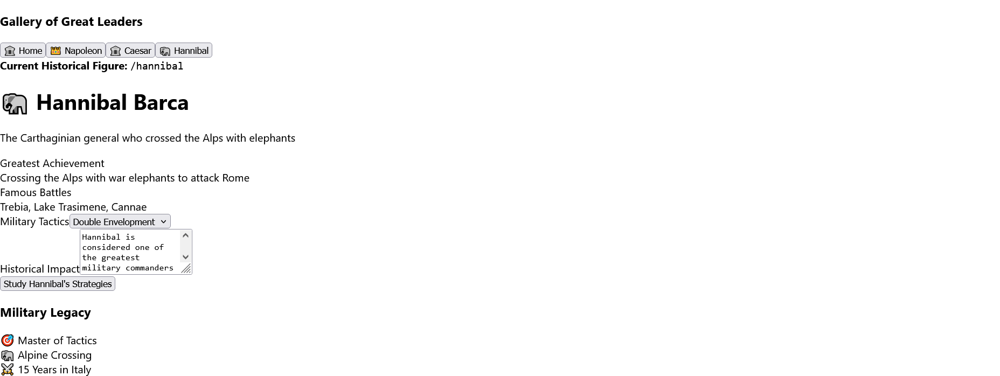 Gallery of Great Leaders
Home Napoleon Caesar Hannibal
Current Historical Figure: /hannibal
Hannibal Barca
The Carthaginian general who crossed the Alps with elephants
Greatest Achievement
Crossing the Alps with war elephants to attack Rome
Famous Battles
Trebia, Lake Trasimene, Cannae
Military Tactics Double Envelopment
Hannibal is
considered one of
the greatest
military commanders
Historical Impact
Study Hannibal's Strategies
Military Legacy
Master of Tactics
Alpine Crossing
15 Years in Italy